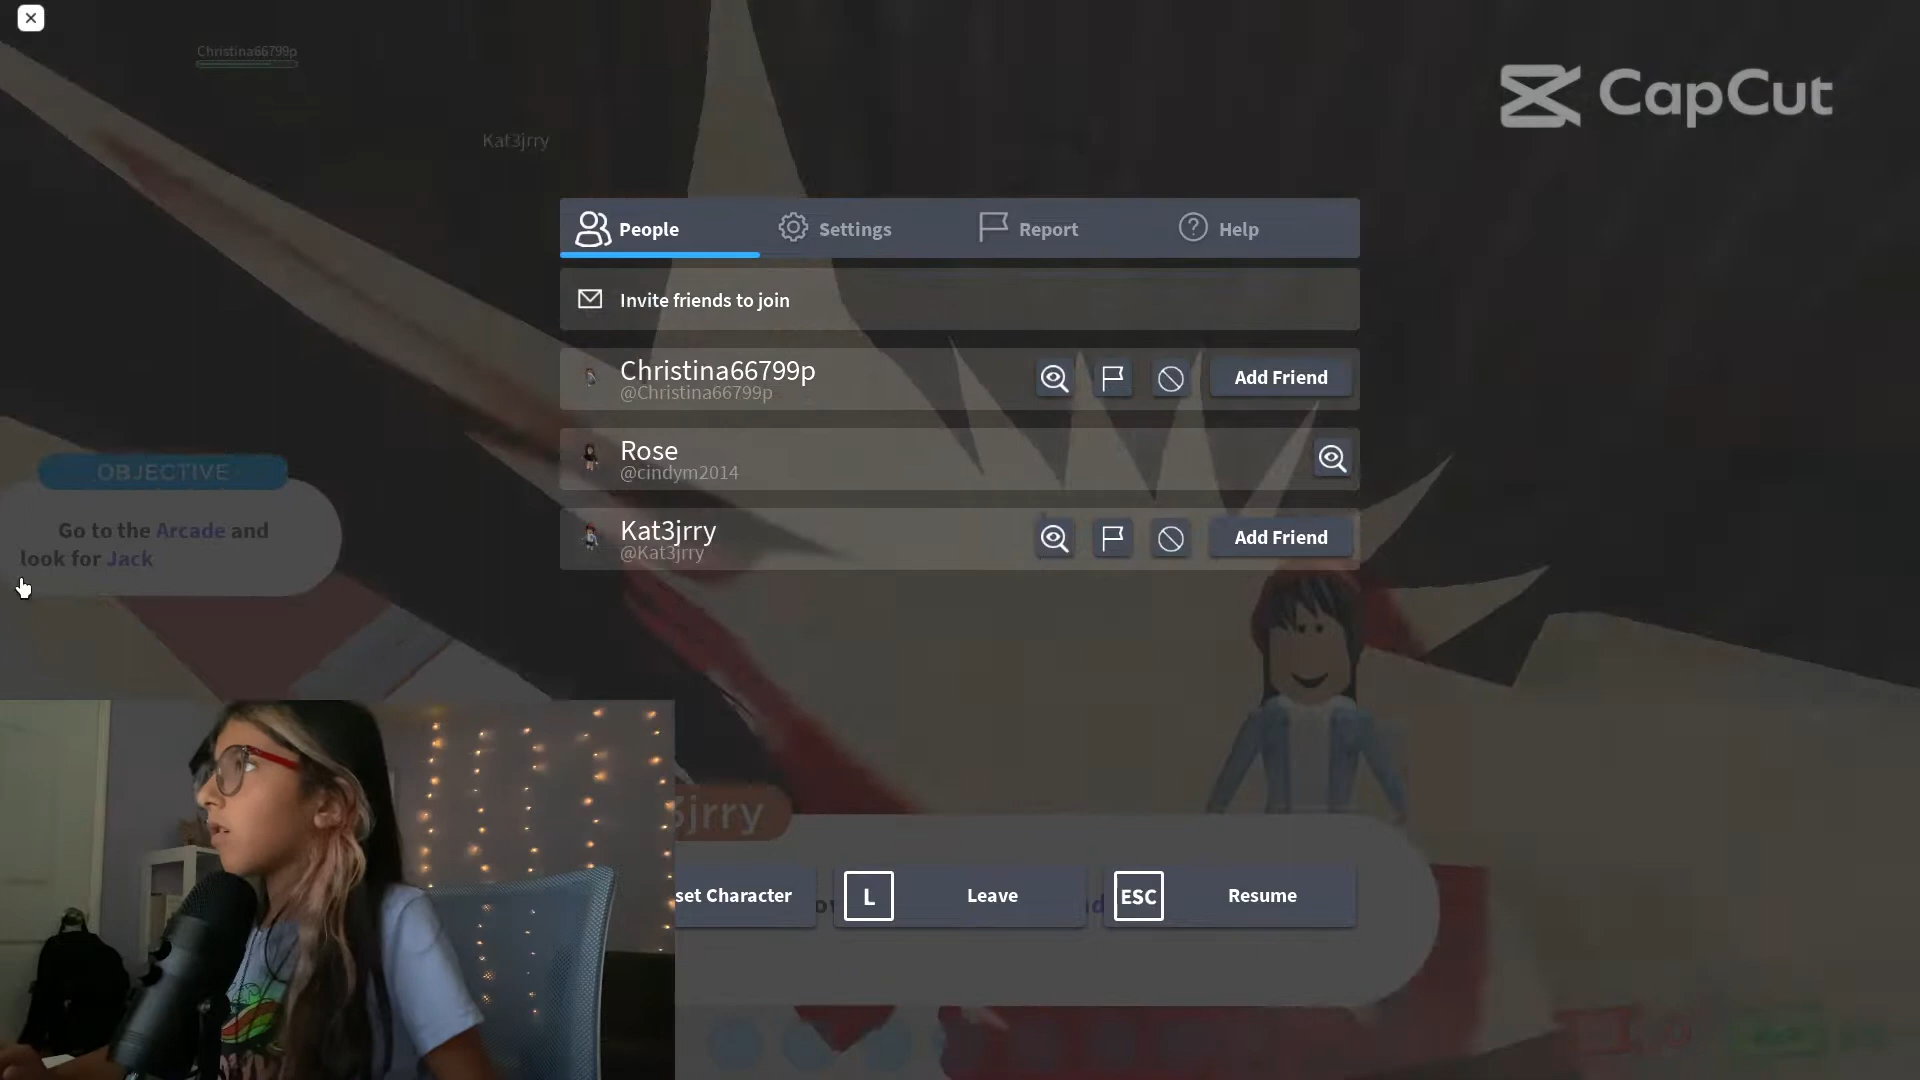 Christina66799p
CapCut
Kat3jrry
People
Settings
Report
Help
Invite friends to join
Christina66799p
@Christina66799p
Add Friend
Rose
@cindym2014
Kat3jrry
@Kat3jrry
Add Friend
OBJECTIVE
Go to the Arcade and
look for Jack
3jrry
set Character
L
Leave
ESC
Resume